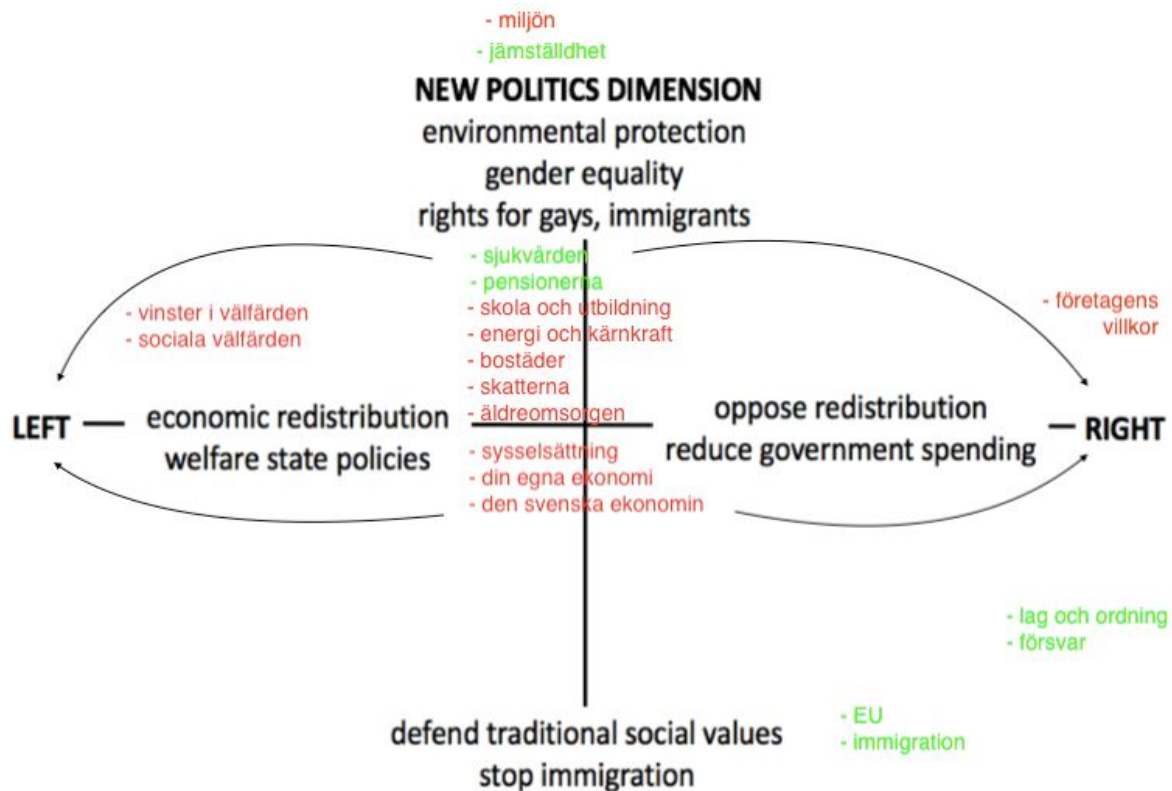 - miljön
- jämställdhet
NEW POLITICS DIMENSION
environmental protection
gender equality
rights for gays, immigrants
- sjukvården
- pensionerna
- skola och utbildning
- energi och kärnkraft
- bostäder
- skatterna
- äldreomsorgen
- sysselsättning
- din egna ekonomi
- den svenska ekonomin
- vinster i välfärden
- sociala välfärden
- företagens
villkor
LEFT
economic redistribution
welfare state policies
oppose redistribution
reduce government spending
RIGHT
- lag och ordning
- försvar
- EU
- immigration
defend traditional social values
stop immigration